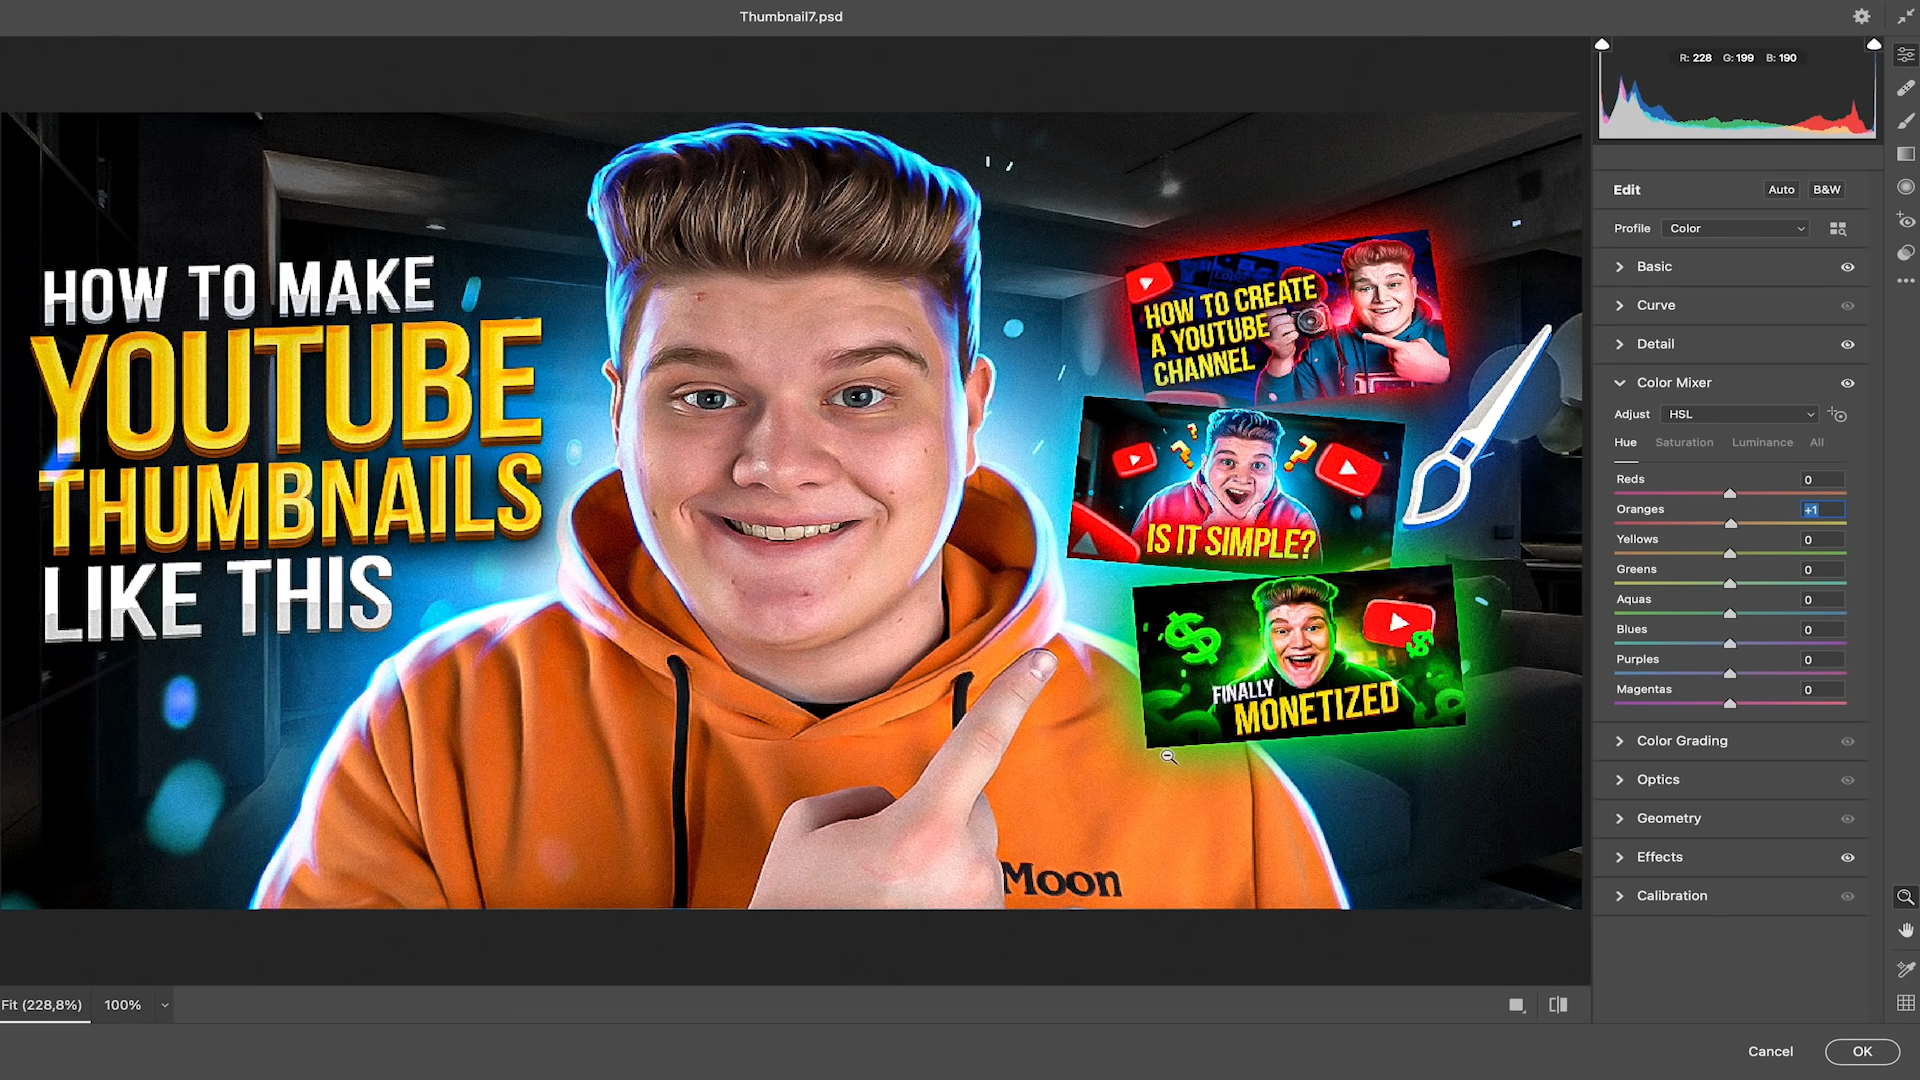 Thumbnail7.psd
R: 228 G: 199 B: 190
Edit
Auto
B&W
Profile
Color
Basic
Curve
Detail
Color Mixer
Adjust
HSL
Hue
Saturation
Luminance
All
Reds
0
Oranges
+1
Yellows
0
Greens
0
Aquas
0
Blues
0
Purples
0
Magentas
0
Color Grading
Optics
Geometry
Effects
Calibration
HOW TO MAKE
YOUTUBE
THUMBNAILS
LIKE THIS
HOW TO CREATE
A YOUTUBE
CHANNEL
IS IT SIMPLE?
FINALLY
MONETIZED
Moon
Fit (228,8%)
100%
Cancel
OK